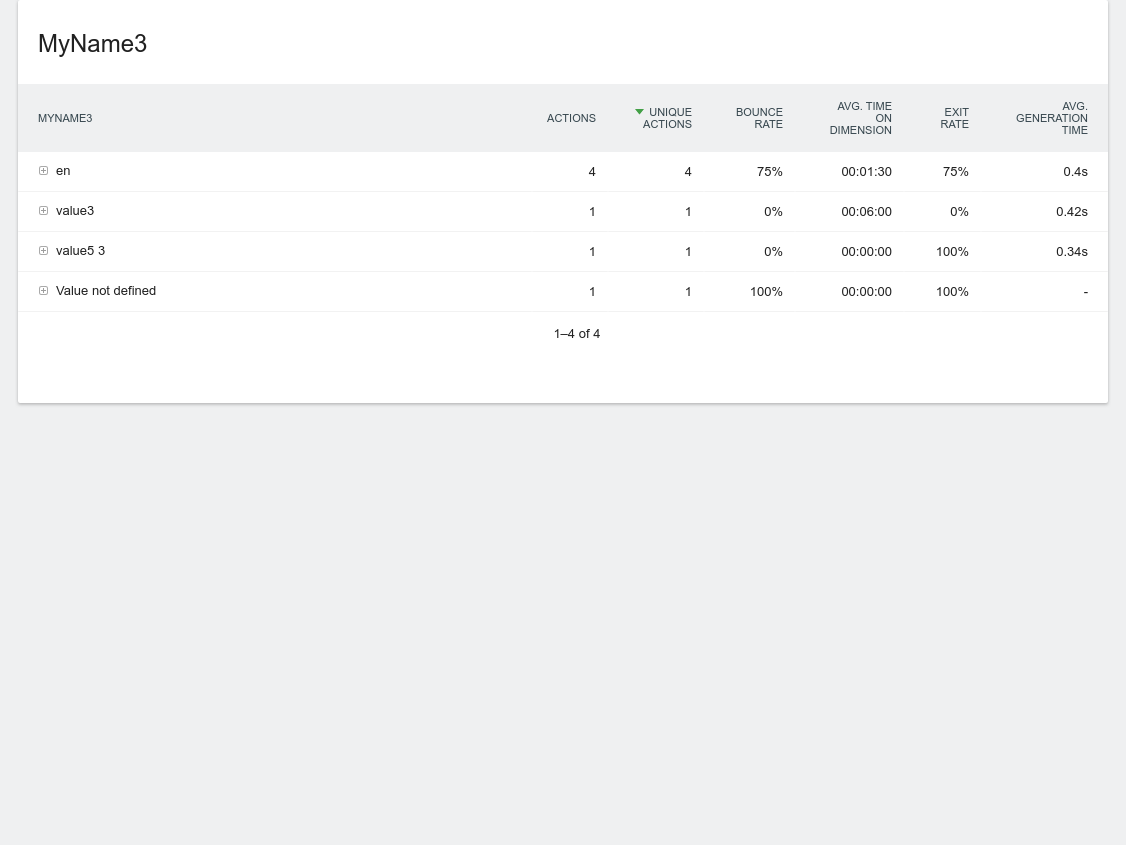 MyName3
MYNAME3 ACTIONS UNIQUE ACTIONS BOUNCE RATE AVG. TIME ON DIMENSION EXIT RATE AVG. GENERATION TIME
en 4 4 75% 00:01:30 75% 0.4s
value3 1 1 0% 00:06:00 0% 0.42s
value5 3 1 1 0% 00:00:00 100% 0.34s
Value not defined 1 1 100% 00:00:00 100% -
1–4 of 4